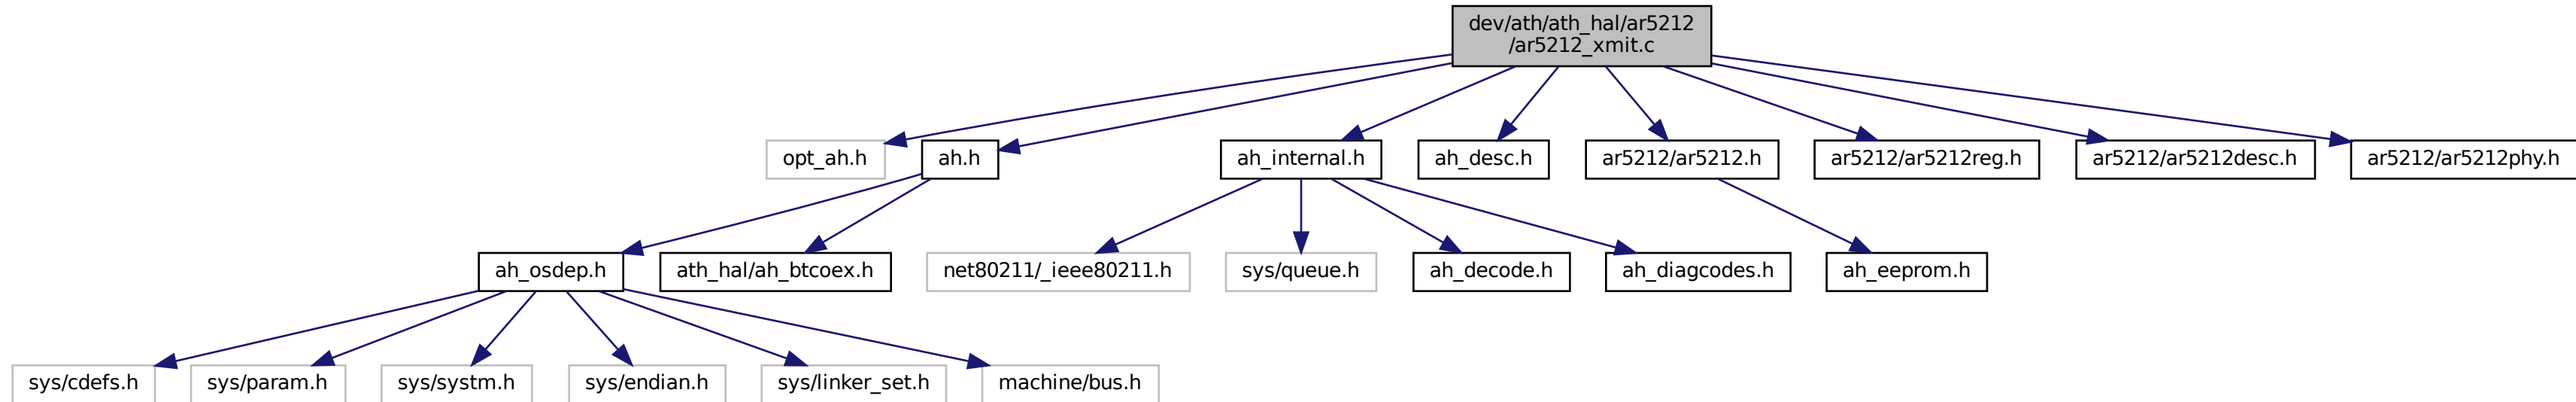 dev/ath/ath_hal/ar5212
/ar5212_xmit.c
opt_ah.h
ah.h
ah_internal.h
ah_desc.h
ar5212/ar5212.h
ar5212/ar5212reg.h
ar5212/ar5212desc.h
ar5212/ar5212phy.h
ah_osdep.h
ath_hal/ah_btcoex.h
net80211/_ieee80211.h
sys/queue.h
ah_decode.h
ah_diagcodes.h
ah_eeprom.h
sys/cdefs.h
sys/param.h
sys/systm.h
sys/endian.h
sys/linker_set.h
machine/bus.h